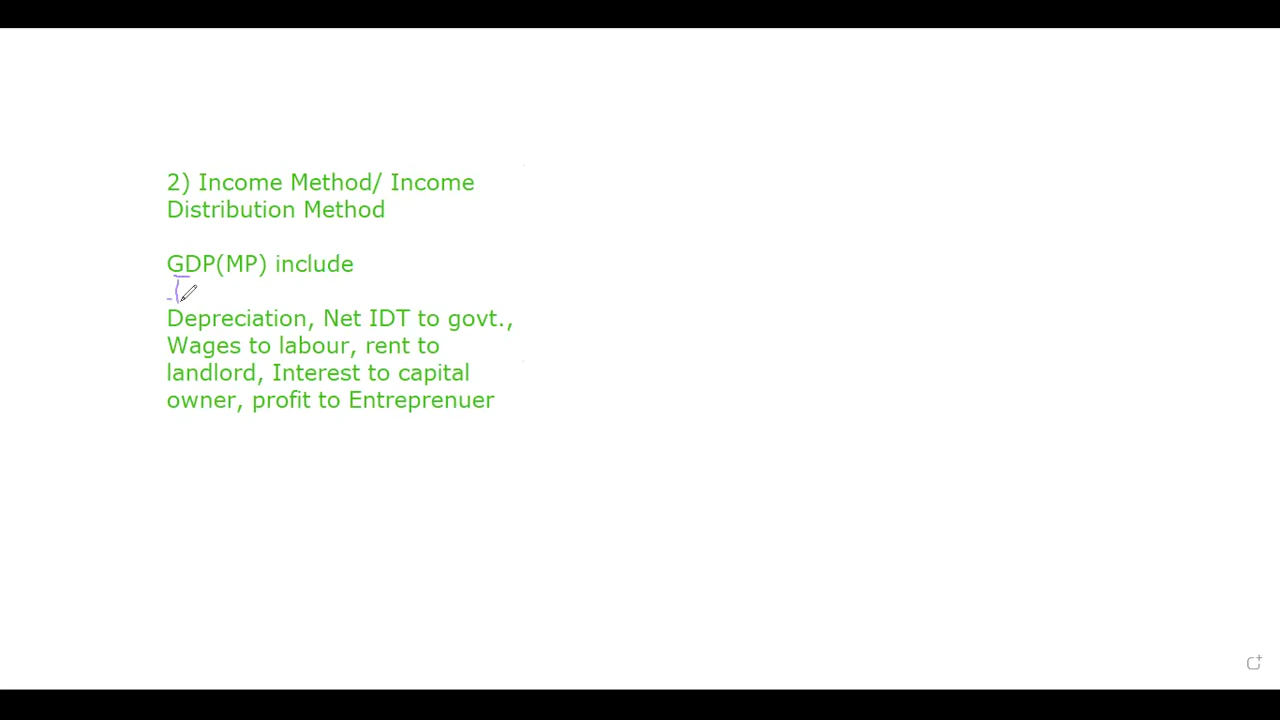 2) Income Method/ Income
Distribution Method
GDP(MP) include
Depreciation, Net IDT to govt.,
Wages to labour, rent to
landlord, Interest to capital
owner, profit to Entreprenuer